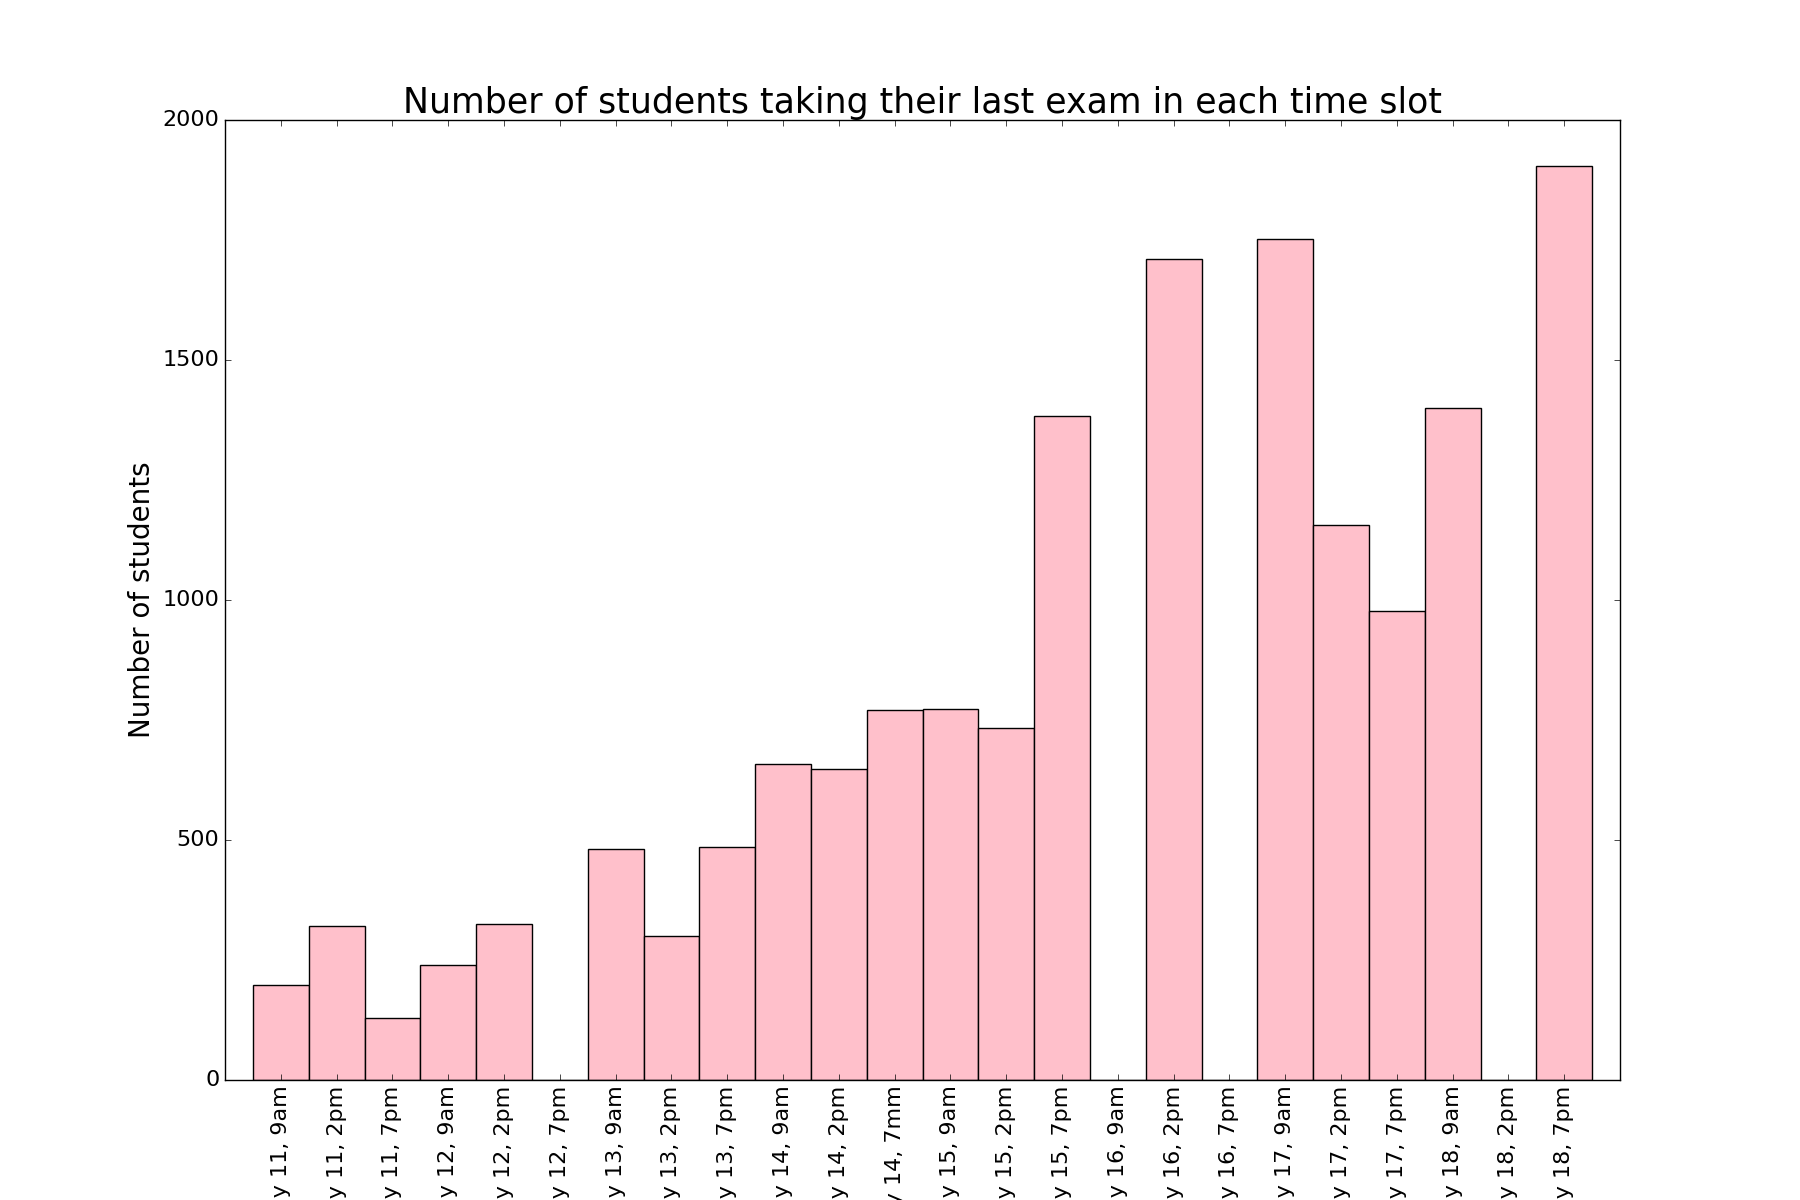 Number of students taking their last exam in each time slot
Number of students
2000
1500
1000
500
0
y 11, 9am
y 11, 2pm
y 11, 7pm
y 12, 9am
y 12, 2pm
y 12, 7pm
y 13, 9am
y 13, 2pm
y 13, 7pm
y 14, 9am
y 14, 2pm
y 14, 7mm
y 15, 9am
y 15, 2pm
y 15, 7pm
y 16, 9am
y 16, 2pm
y 16, 7pm
y 17, 9am
y 17, 2pm
y 17, 7pm
y 18, 9am
y 18, 2pm
y 18, 7pm